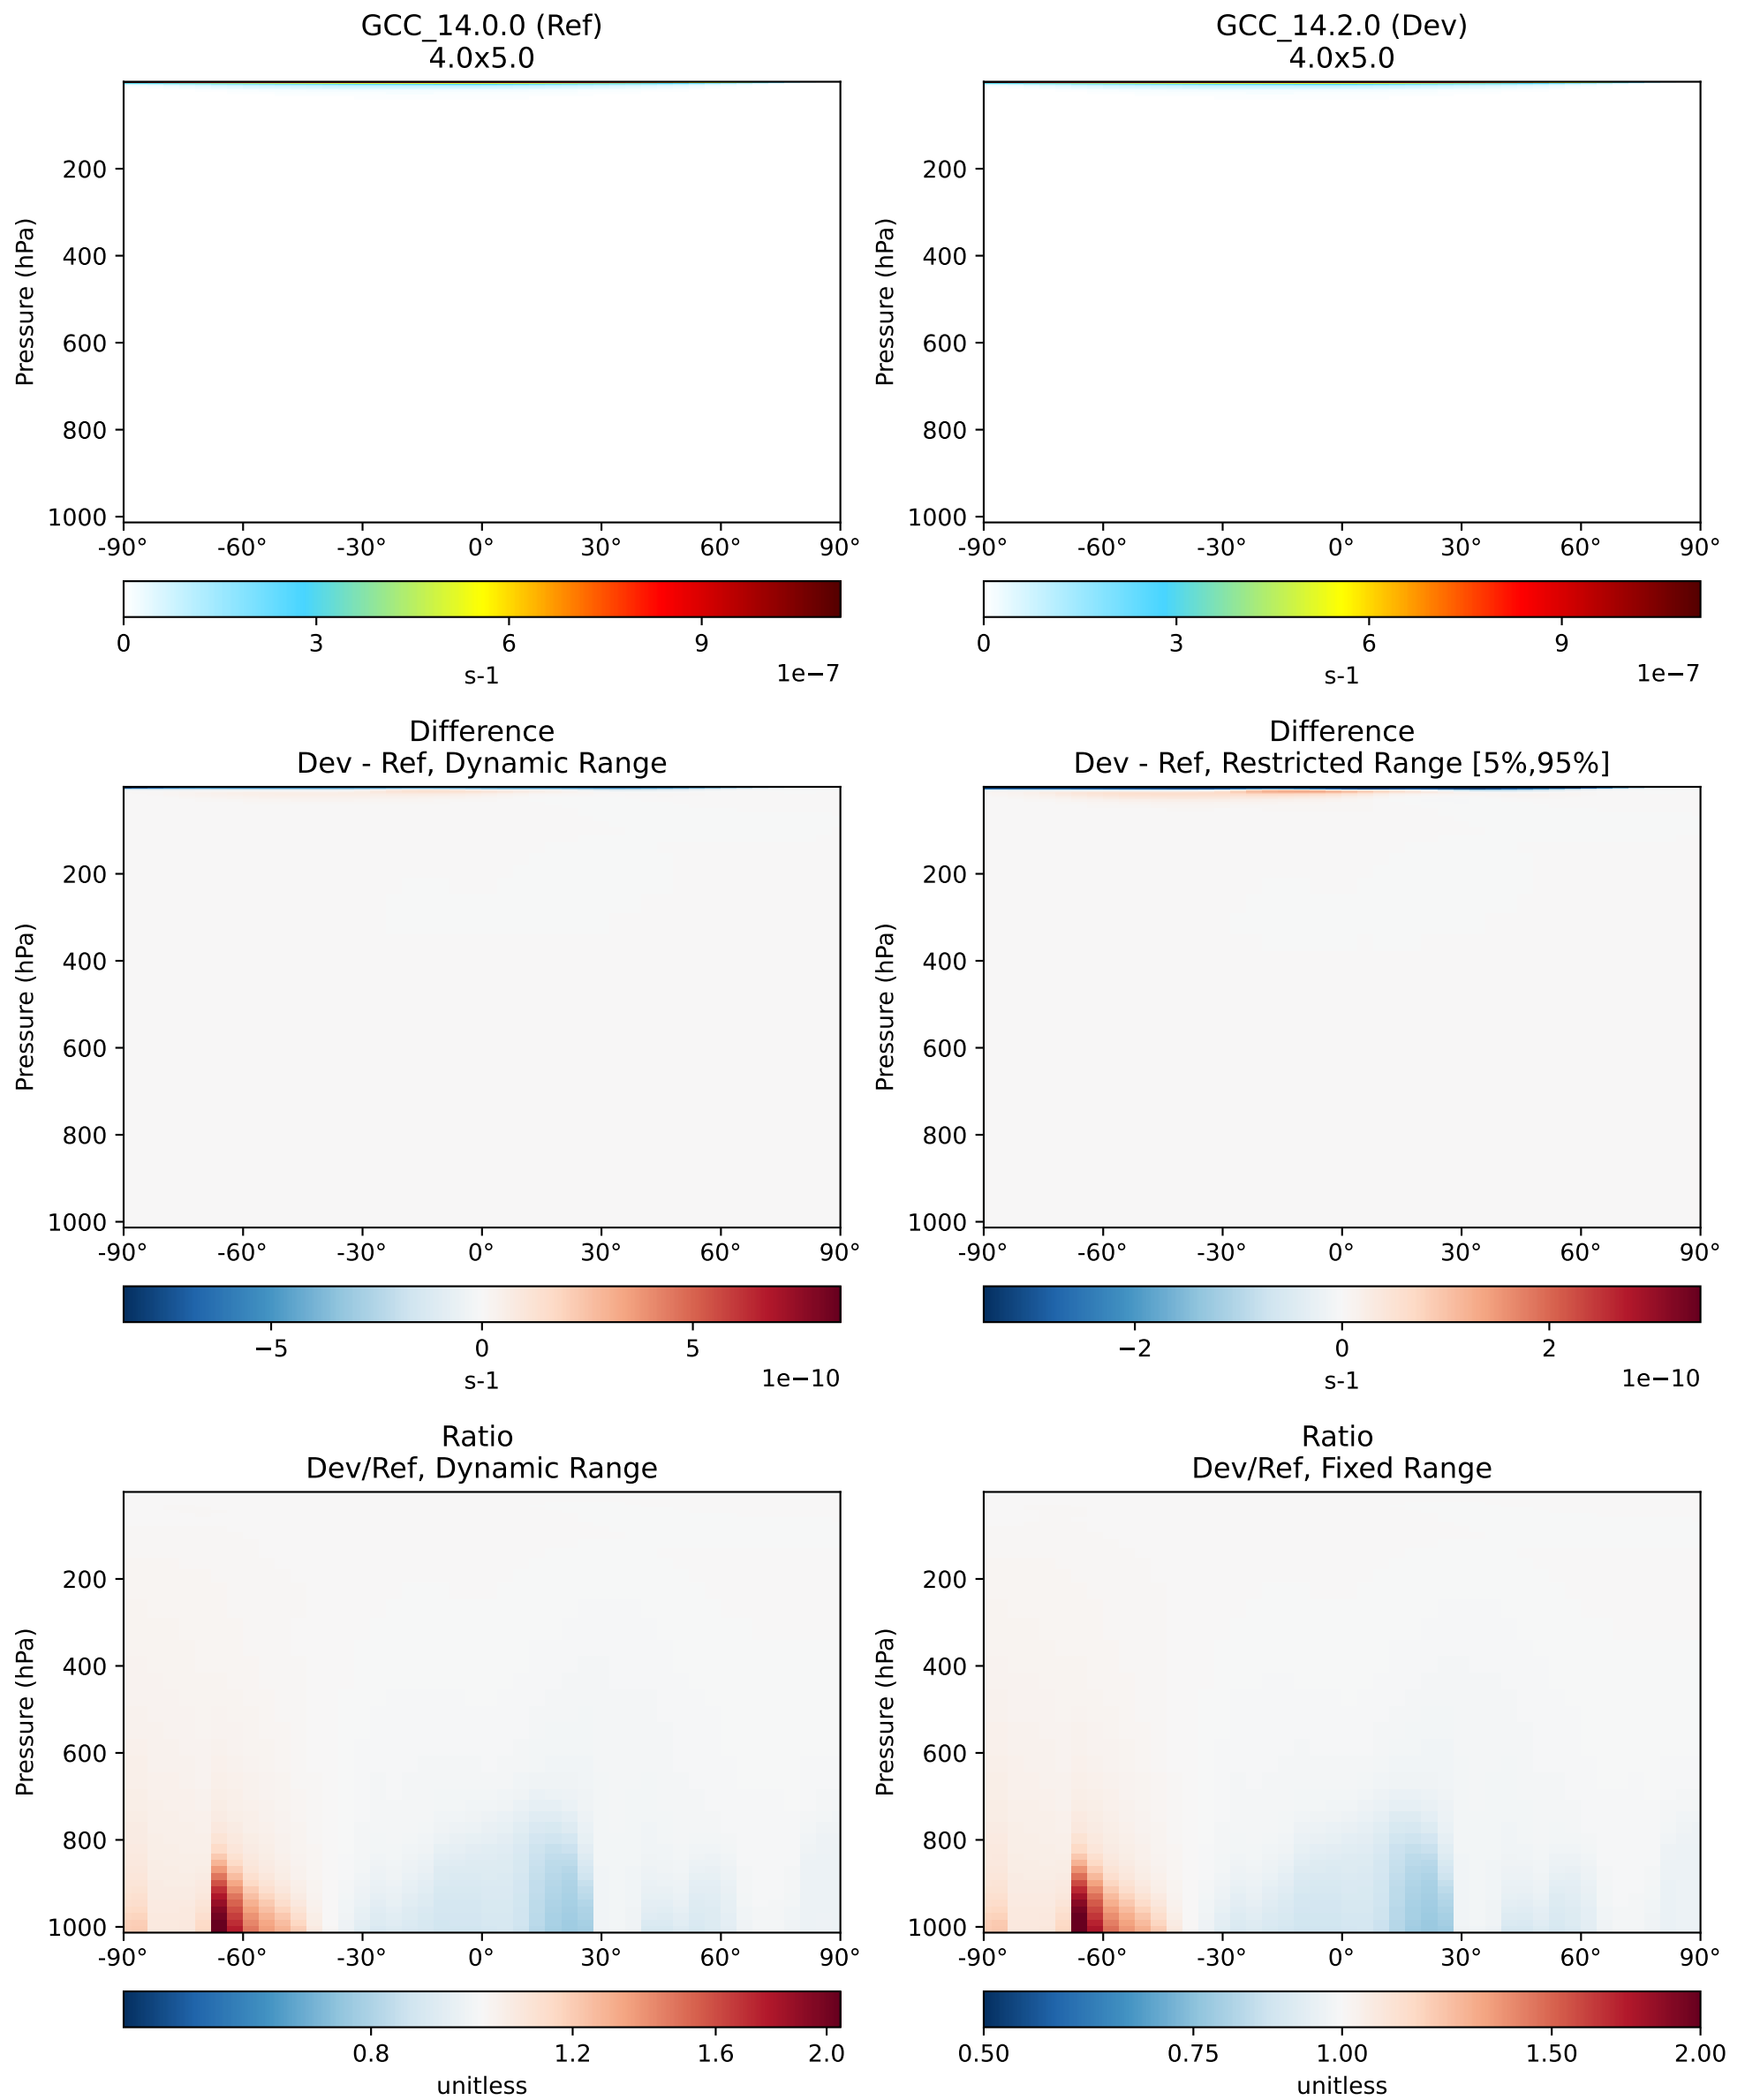 GCC_14.0.0 (Ref)
4.0x5.0
GCC_14.2.0 (Dev)
4.0x5.0
Pressure (hPa)
200
400
600
800
1000
-90° -60° -30° 0° 30° 60° 90°
0 3 6 9
s-1
1e−7
Pressure (hPa)
200
400
600
800
1000
-90° -60° -30° 0° 30° 60° 90°
0 3 6 9
s-1
1e−7
Difference
Dev - Ref, Dynamic Range
Difference
Dev - Ref, Restricted Range [5%,95%]
Pressure (hPa)
200
400
600
800
1000
-90° -60° -30° 0° 30° 60° 90°
−5 0 5
s-1
1e−10
Pressure (hPa)
200
400
600
800
1000
-90° -60° -30° 0° 30° 60° 90°
−2 0 2
s-1
1e−10
Ratio
Dev/Ref, Dynamic Range
Ratio
Dev/Ref, Fixed Range
Pressure (hPa)
200
400
600
800
1000
-90° -60° -30° 0° 30° 60° 90°
0.8 1.2 1.6 2.0
unitless
Pressure (hPa)
200
400
600
800
1000
-90° -60° -30° 0° 30° 60° 90°
0.50 0.75 1.00 1.50 2.00
unitless